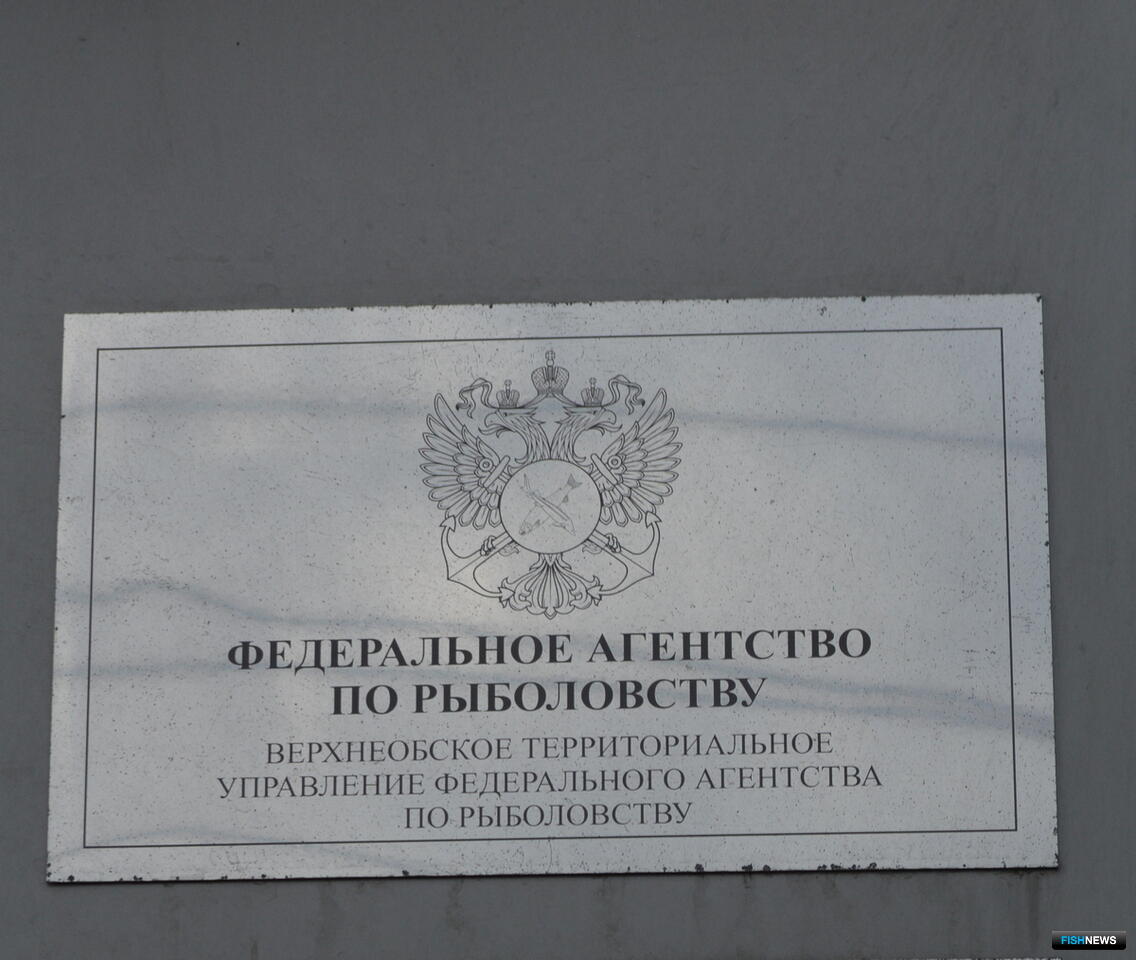 ФЕДЕРАЛЬНОЕ АГЕНТСТВО
ПО РЫБОЛОВСТВУ
ВЕРХНЕОБСКОЕ ТЕРРИТОРИАЛЬНОЕ
УПРАВЛЕНИЕ ФЕДЕРАЛЬНОГО АГЕНТСТВА
ПО РЫБОЛОВСТВУ
FISHNEWS